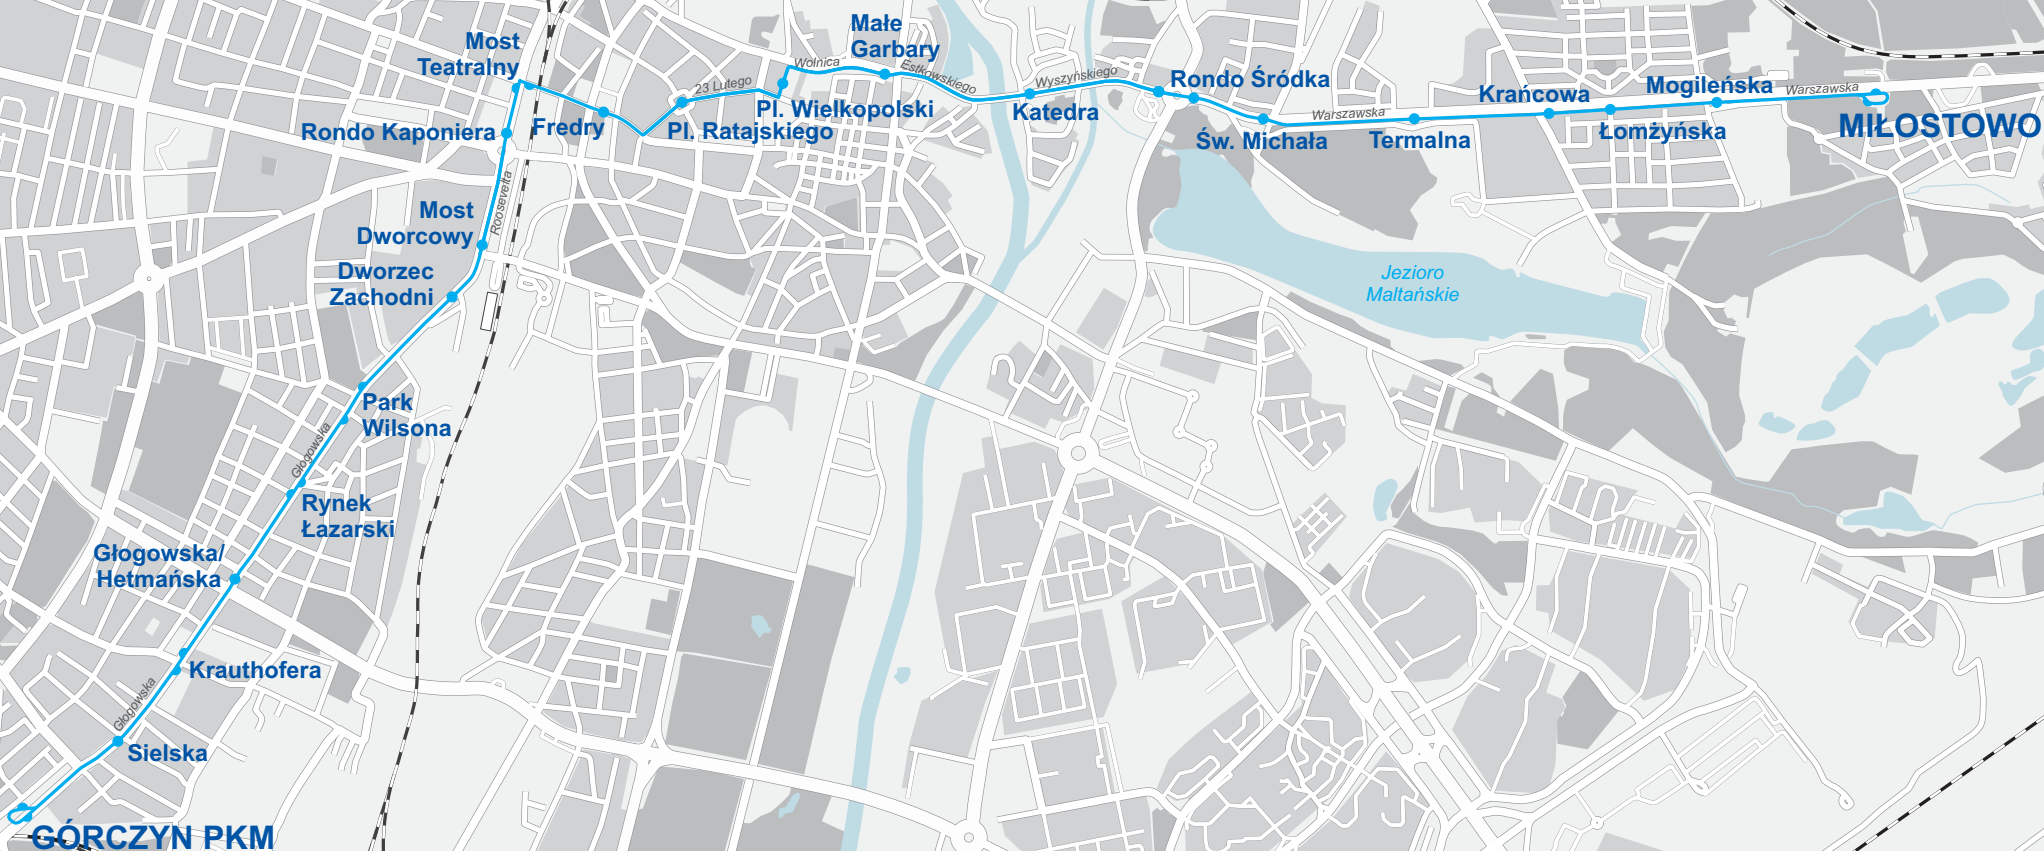 Most
Teatralny
Rondo Kaponiera
Fredry
23 Lutego
Pl. Ratajskiego
Pl. Wielkopolski
Wolnica
Małe
Garbary
Estkowskiego
Katedra
Wyszyńskiego
Rondo Śródka
Św. Michała
Warszawska
Termalna
Krańcowa
Łomżyńska
Mogileńska
Warszawska
MIŁOSTOWO
Roosevelta
Most
Dworcowy
Dworzec
Zachodni
Jezioro
Maltańskie
Park
Wilsona
Głogowska
Rynek
Łazarski
Głogowska/
Hetmańska
Krauthofera
Głogowska
Sielska
GÓRCZYN PKM